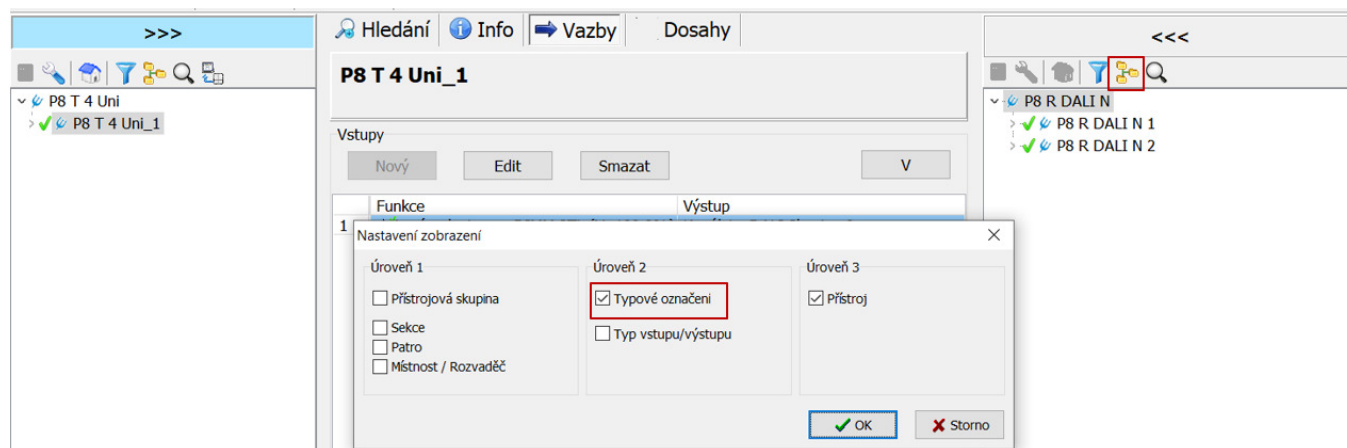 >>>
P8 T 4 Uni
P8 T 4 Uni_1
Hledání Info Vazby Dosahy
P8 T 4 Uni_1
Vstupy
Nový Edit Smazat V
Funkce Výstup
1
Nastavení zobrazení
Úroveň 1
Přístrojová skupina
Sekce
Patro
Místnost / Rozvaděč
Úroveň 2
Typové označeni
Typ vstupu/výstupu
Úroveň 3
Přístroj
OK Storno
<<<
P8 R DALI N
P8 R DALI N 1
P8 R DALI N 2